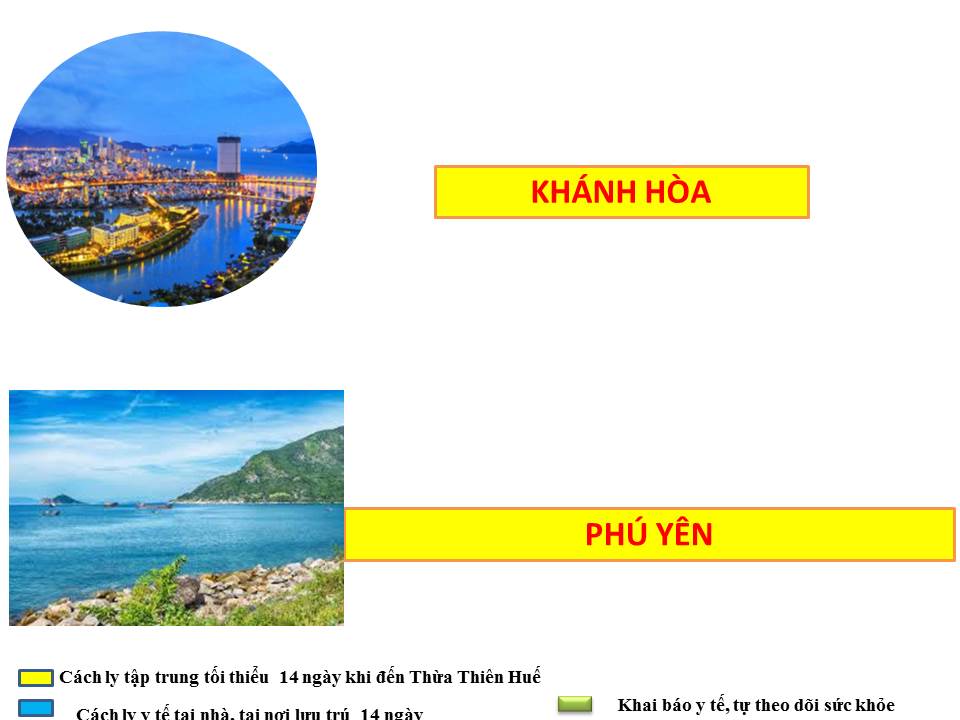 KHÁNH HÒA
PHÚ YÊN
Cách ly tập trung tối thiểu 14 ngày khi đến Thừa Thiên Huế
Cách ly y tế tại nhà, tại nơi lưu trú 14 ngày
Khai báo y tế, tự theo dõi sức khỏe